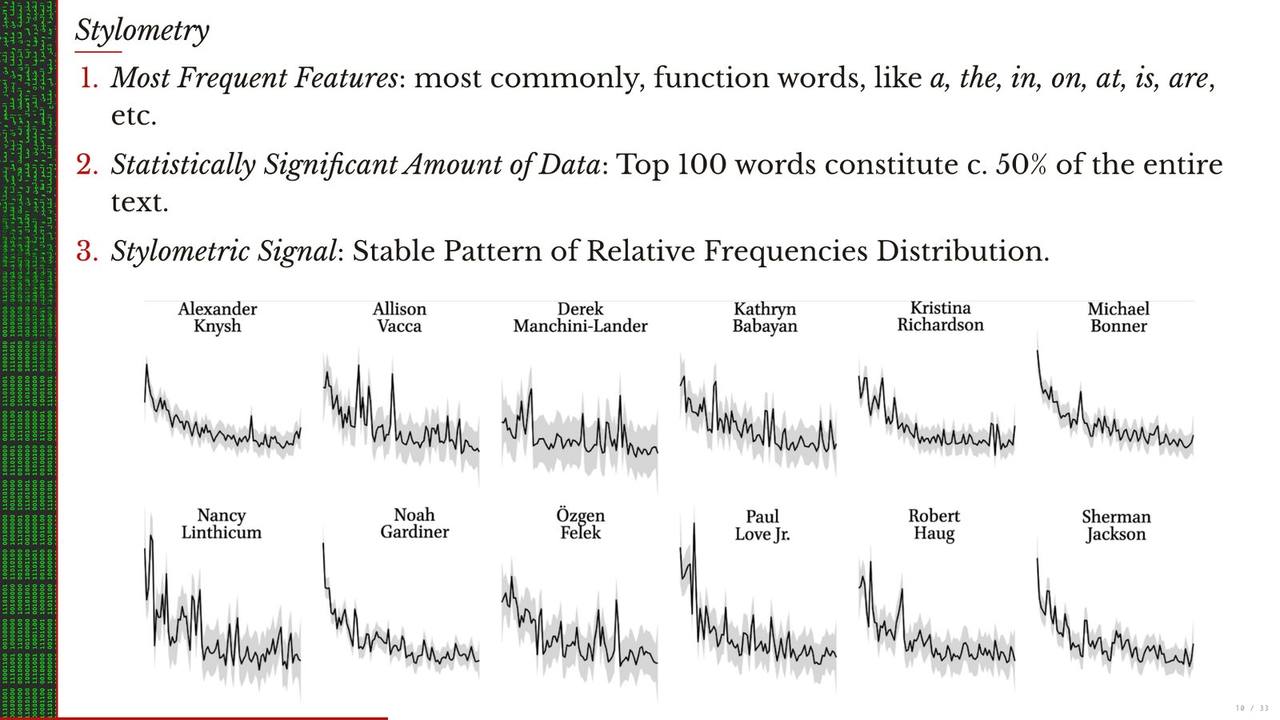 Stylometry
1. Most Frequent Features: most commonly, function words, like a, the, in, on, at, is, are,
etc.
2. Statistically Significant Amount of Data: Top 100 words constitute c. 50% of the entire
text.
3. Stylometric Signal: Stable Pattern of Relative Frequencies Distribution.
Alexander
Knysh
Allison
Vacca
Derek
Manchini-Lander
Kathryn
Babayan
Kristina
Richardson
Michael
Bonner
Nancy
Linthicum
Noah
Gardiner
Özgen
Felek
Paul
Love Jr.
Robert
Haug
Sherman
Jackson
10 / 33